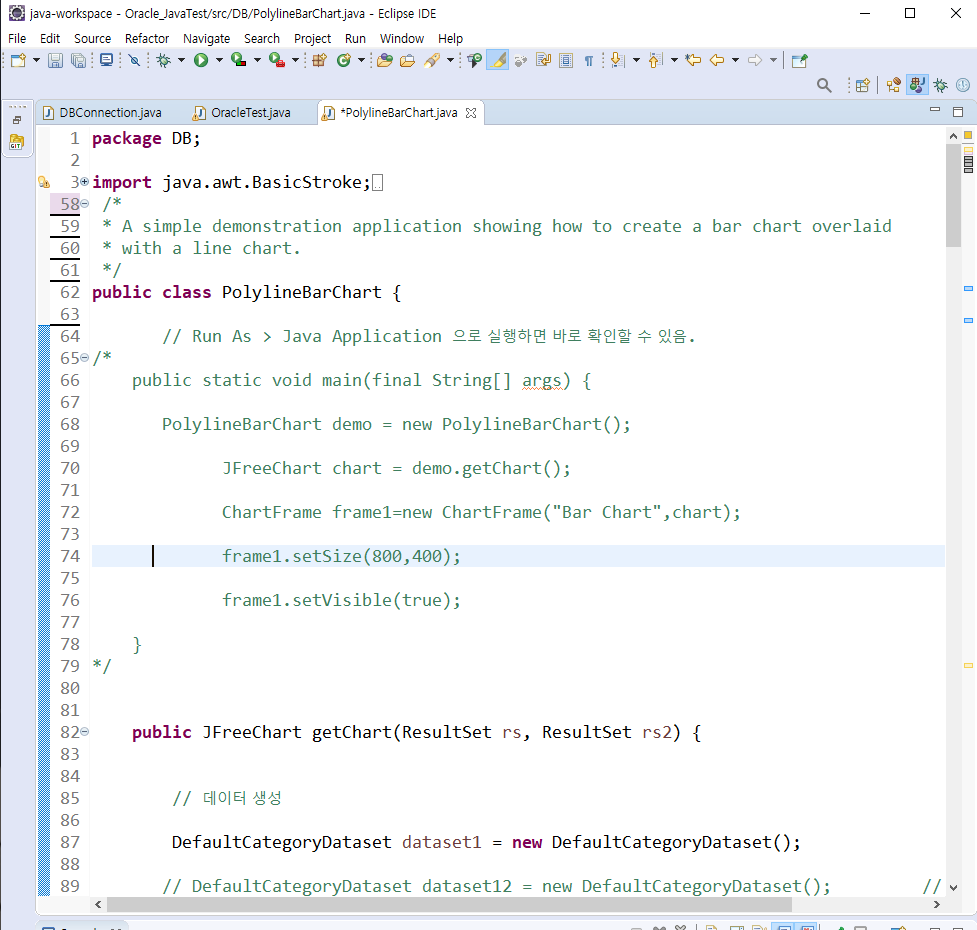 java-workspace - Oracle_JavaTest/src/DB/PolylineBarChart.java - Eclipse IDE
File Edit Source Refactor Navigate Search Project Run Window Help
DBConnection.java OracleTest.java *PolylineBarChart.java
1 package DB;
2
3 import java.awt.BasicStroke;
58 /*
59 * A simple demonstration application showing how to create a bar chart overlaid
60 * with a line chart.
61 */
62 public class PolylineBarChart {
63
64 // Run As > Java Application 으로 실행하면 바로 확인할 수 있음.
65 /*
66 public static void main(final String[] args) {
67
68 PolylineBarChart demo = new PolylineBarChart();
69
70 JFreeChart chart = demo.getChart();
71
72 ChartFrame frame1=new ChartFrame("Bar Chart",chart);
73
74 frame1.setSize(800,400);
75
76 frame1.setVisible(true);
77
78 }
79 */
80
81
82 public JFreeChart getChart(ResultSet rs, ResultSet rs2) {
83
84
85 // 데이터 생성
86
87 DefaultCategoryDataset dataset1 = new DefaultCategoryDataset();
88
89 // DefaultCategoryDataset dataset12 = new DefaultCategoryDataset(); //